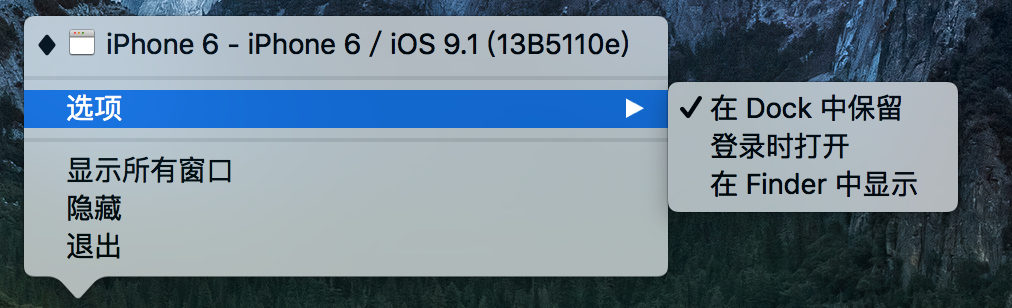 iPhone 6 - iPhone 6 / iOS 9.1 (13B5110e)
选项
在 Dock 中保留
登录时打开
在 Finder 中显示
显示所有窗口
隐藏
退出